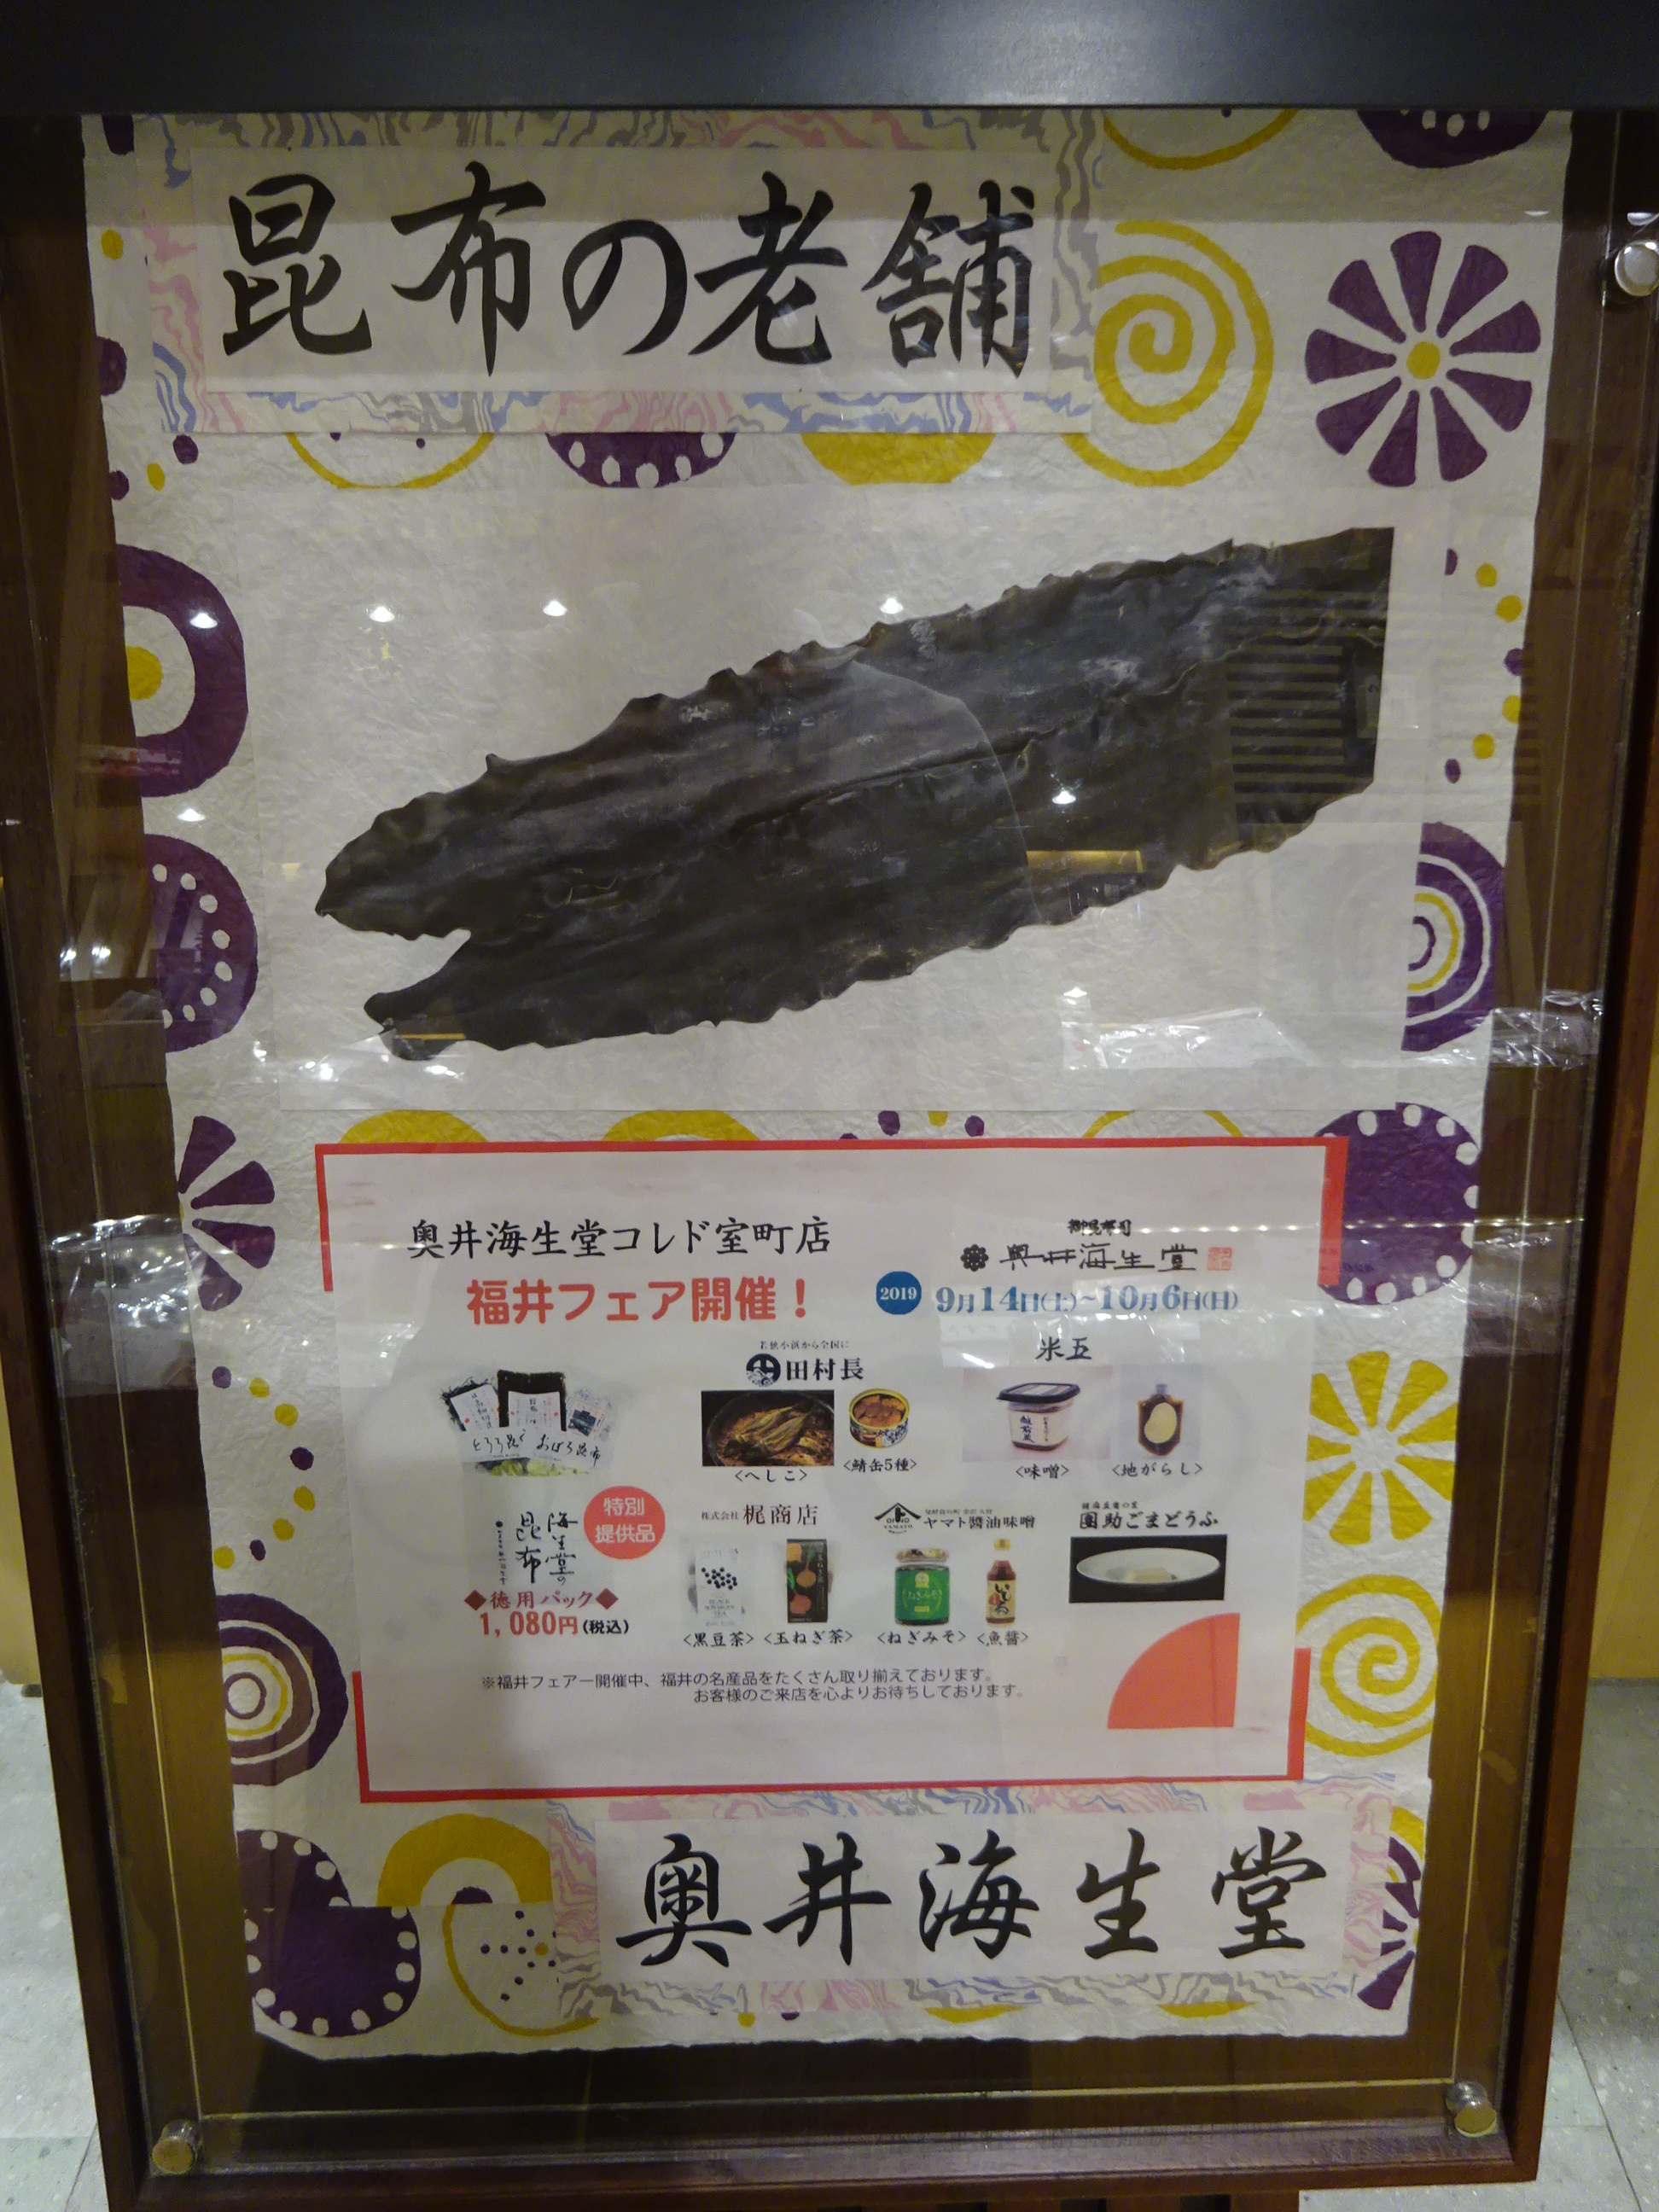 昆布の老舗
奥井海生堂コレド室町店
福井フェア開催！
御昆布司
奥井海生堂
2019 9月14日(土)~10月6日(日)
若狭小浜から全国に
田村長
米五
とろろ昆布 おぼろ昆布
<へしこ>
<鯖缶5種>
<味噌>
<地がらし>
海生堂の
昆布
特別
提供品
◆徳用パック◆
1,080円(税込)
株式会社 梶商店
YAMATO
ヤマト醬油味噌
團助ごまどうふ
<黒豆茶>
<玉ねぎ茶>
<ねぎみそ>
<魚醬>
※福井フェアー開催中、福井の名産品をたくさん取り揃えております。
お客様のご来店を心よりお待ちしております。
奥井海生堂